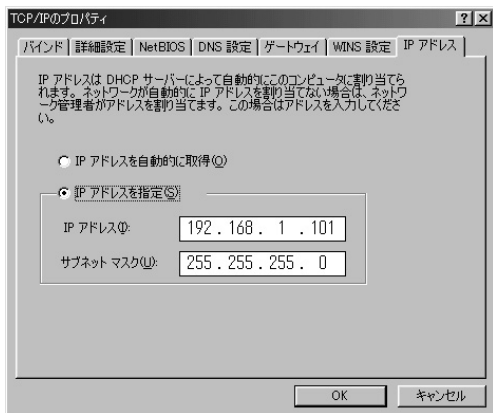 TCP/IPのプロパティ
バインド 詳細設定 NetBIOS DNS 設定 ゲートウェイ WINS 設定 IP アドレス
IP アドレスは DHCP サーバーによって自動的にこのコンピュータに割り当てら
れます。ネットワークが自動的に IP アドレスを割り当てない場合は、ネットワ
ーク管理者がアドレスを割り当てます。この場合はアドレスを入力してくださ
い。
IP アドレスを自動的に取得(O)
IP アドレスを指定(S)
IP アドレス(I): 192.168.1.101
サブネット マスク(U): 255.255.255.0
OK キャンセル